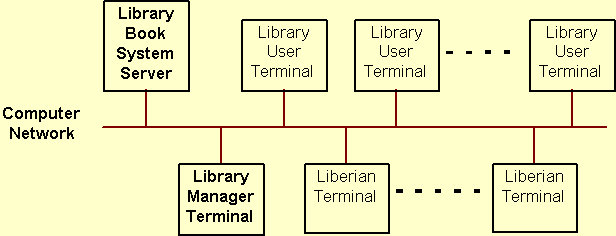 Library
Book
System
Server
Library
User
Terminal
Library
User
Terminal
Library
User
Terminal
Computer
Network
Library
Manager
Terminal
Liberian
Terminal
Liberian
Terminal